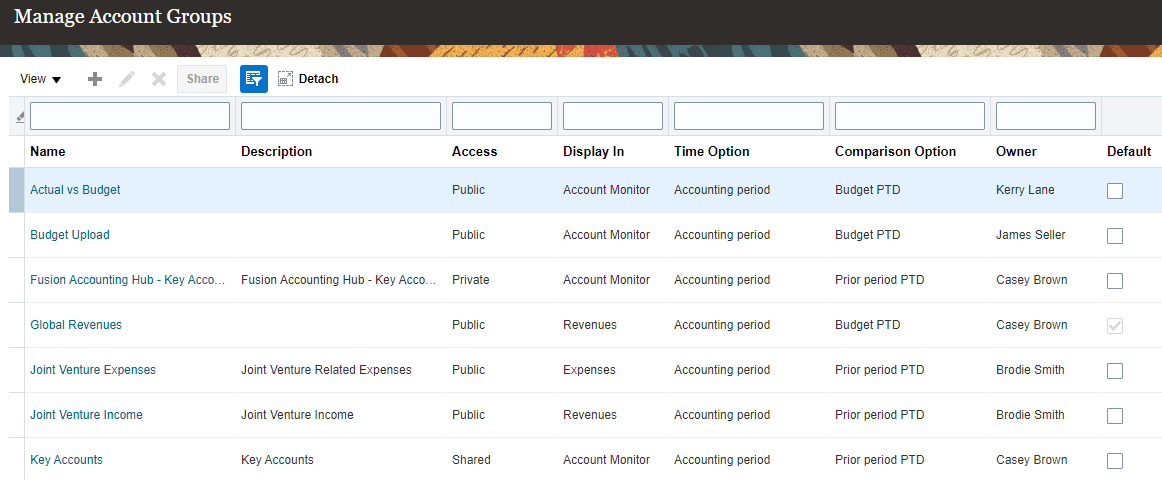 Manage Account Groups
View Share Detach
Name Description Access Display In Time Option Comparison Option Owner Default
Actual vs Budget Public Account Monitor Accounting period Budget PTD Kerry Lane
Budget Upload Public Account Monitor Accounting period Budget PTD James Seller
Fusion Accounting Hub - Key Acco... Fusion Accounting Hub - Key Acco... Private Account Monitor Accounting period Prior period PTD Casey Brown
Global Revenues Public Revenues Accounting period Budget PTD Casey Brown
Joint Venture Expenses Joint Venture Related Expenses Public Expenses Accounting period Prior period PTD Brodie Smith
Joint Venture Income Joint Venture Income Public Revenues Accounting period Prior period PTD Brodie Smith
Key Accounts Key Accounts Shared Account Monitor Accounting period Prior period PTD Casey Brown